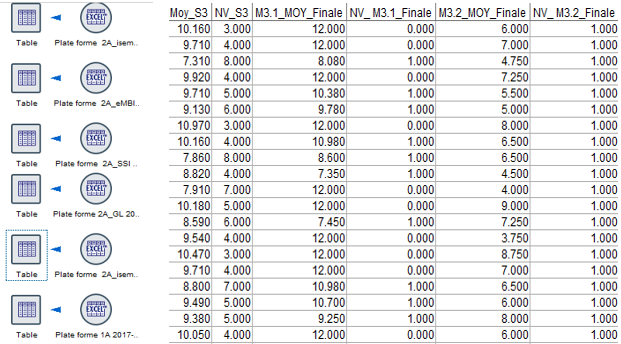 EXCEL
Table Plate forme 2A_isem...
EXCEL
Table Plate forme 2A_eMBI...
EXCEL
Table Plate forme 2A_SSI ...
EXCEL
Table Plate forme 2A_GL 20...
EXCEL
Table Plate forme 2A_isem...
EXCEL
Table Plate forme 1A 2017-...
Moy_S3 NV_S3 M3.1_MOY_Finale NV_ M3.1_Finale M3.2_MOY_Finale NV_ M3.2_Finale
10.160 3.000 12.000 0.000 6.000 1.000
9.710 4.000 12.000 0.000 7.000 1.000
7.310 8.000 8.080 1.000 4.750 1.000
9.920 4.000 12.000 0.000 7.250 1.000
9.710 5.000 10.380 1.000 5.500 1.000
9.130 6.000 9.780 1.000 5.000 1.000
10.970 3.000 12.000 0.000 8.000 1.000
10.160 4.000 10.980 1.000 6.500 1.000
7.860 8.000 8.600 1.000 6.500 1.000
8.820 4.000 7.350 1.000 4.500 1.000
7.910 7.000 12.000 0.000 4.000 1.000
10.180 5.000 12.000 0.000 9.000 1.000
8.590 6.000 7.450 1.000 7.250 1.000
9.540 4.000 12.000 0.000 3.750 1.000
10.470 3.000 12.000 0.000 8.750 1.000
9.710 4.000 12.000 0.000 7.000 1.000
8.800 7.000 10.980 1.000 6.500 1.000
9.490 5.000 10.700 1.000 6.000 1.000
9.380 5.000 9.250 1.000 8.000 1.000
10.050 4.000 12.000 0.000 6.000 1.000